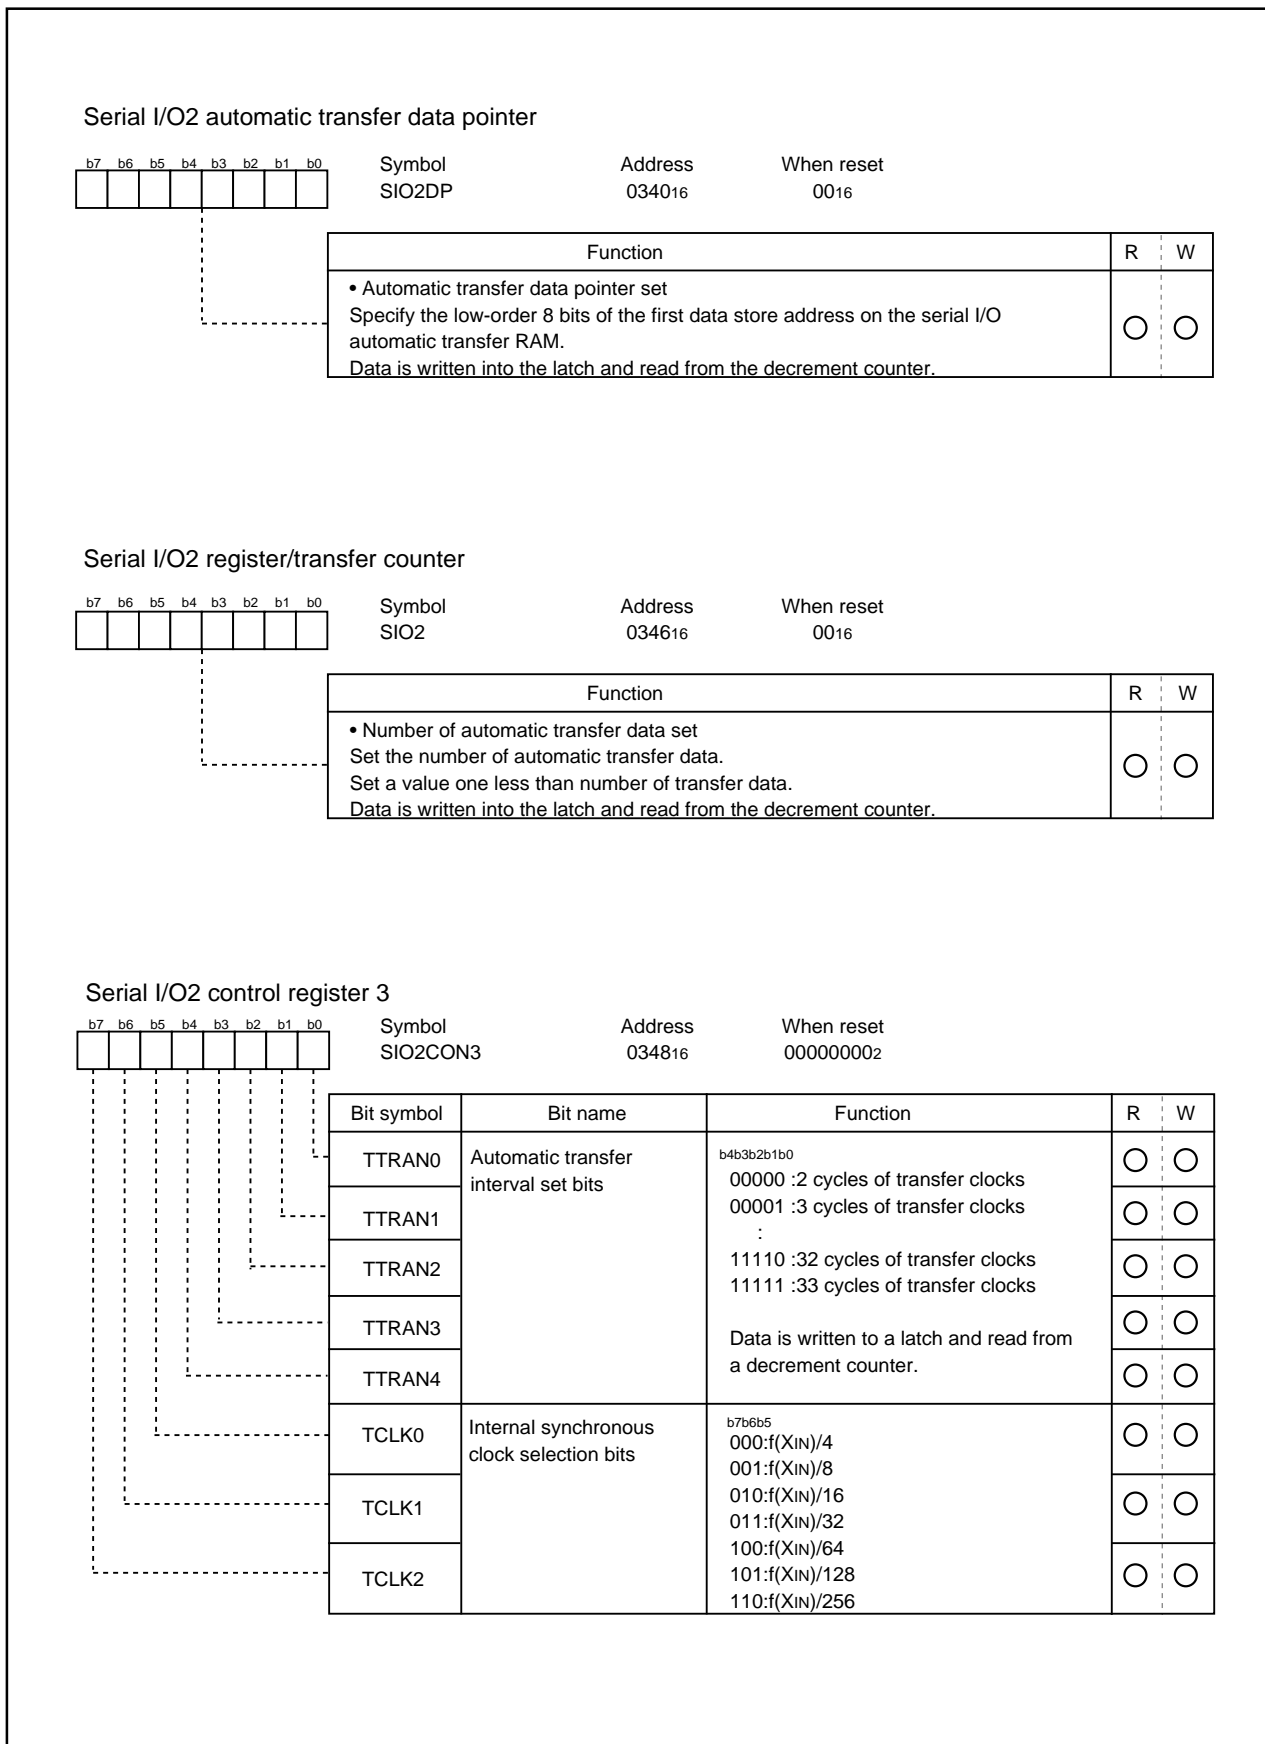 Serial I/O2 automatic transfer data pointer
b7 b6 b5 b4 b3 b2 b1 b0
Symbol Address When reset
SIO2DP 034016 0016
Function R W
• Automatic transfer data pointer set
Specify the low-order 8 bits of the first data store address on the serial I/O
automatic transfer RAM.
Data is written into the latch and read from the decrement counter.
Serial I/O2 register/transfer counter
b7 b6 b5 b4 b3 b2 b1 b0
Symbol Address When reset
SIO2 034616 0016
Function R W
• Number of automatic transfer data set
Set the number of automatic transfer data.
Set a value one less than number of transfer data.
Data is written into the latch and read from the decrement counter.
Serial I/O2 control register 3
b7 b6 b5 b4 b3 b2 b1 b0
Symbol Address When reset
SIO2CON3 034816 000000002
Bit symbol Bit name Function R W
TTRAN0
TTRAN1
TTRAN2
TTRAN3
TTRAN4
Automatic transfer
interval set bits
b4b3b2b1b0
00000 :2 cycles of transfer clocks
00001 :3 cycles of transfer clocks
:
11110 :32 cycles of transfer clocks
11111 :33 cycles of transfer clocks
Data is written to a latch and read from
a decrement counter.
TCLK0
TCLK1
TCLK2
Internal synchronous
clock selection bits
b7b6b5
000:f(XIN)/4
001:f(XIN)/8
010:f(XIN)/16
011:f(XIN)/32
100:f(XIN)/64
101:f(XIN)/128
110:f(XIN)/256